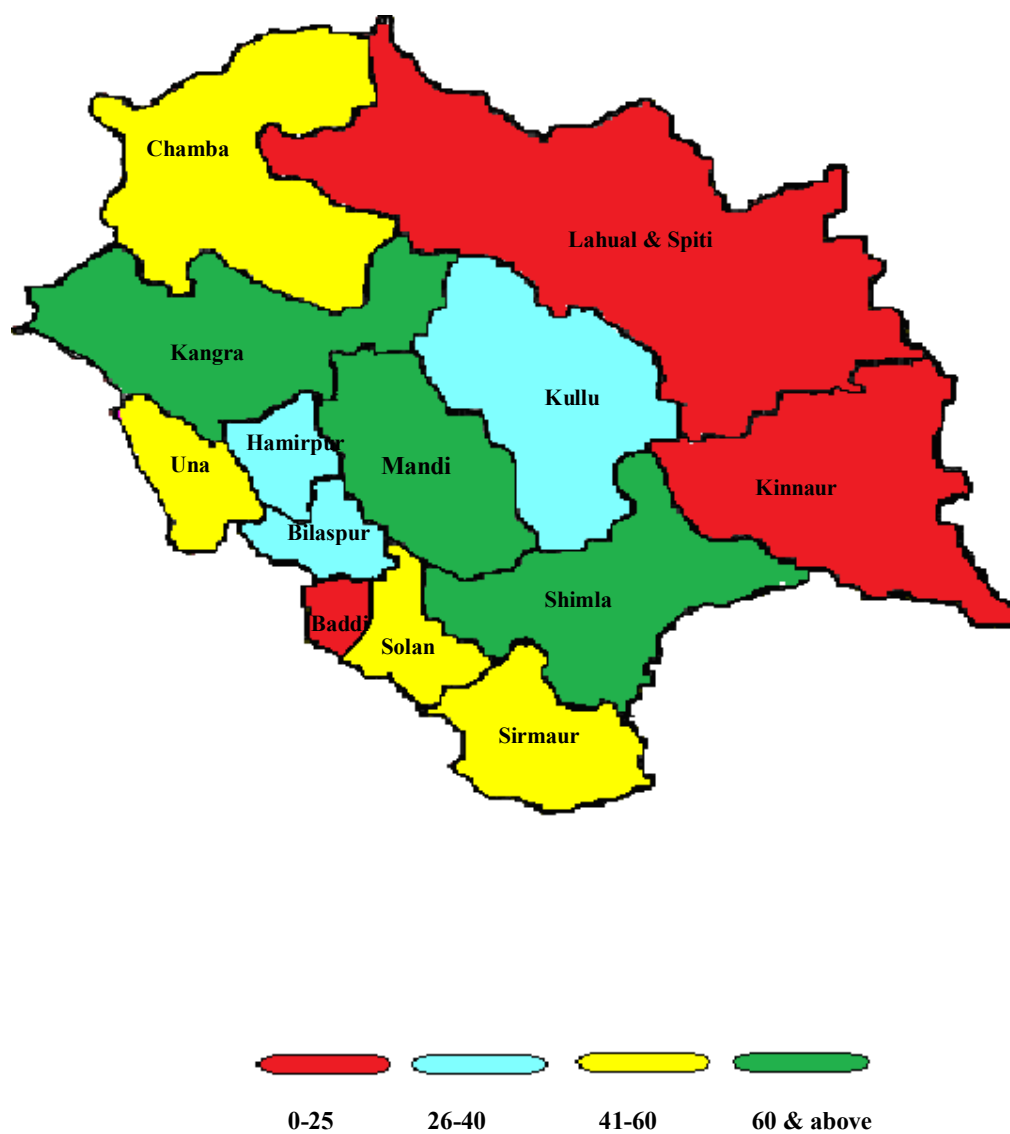 Chamba
Lahual & Spiti
Kangra
Kullu
Hamirpur
Una
Mandi
Kinnaur
Bilaspur
Shimla
Baddi
Solan
Sirmaur
0-25 26-40 41-60 60 & above